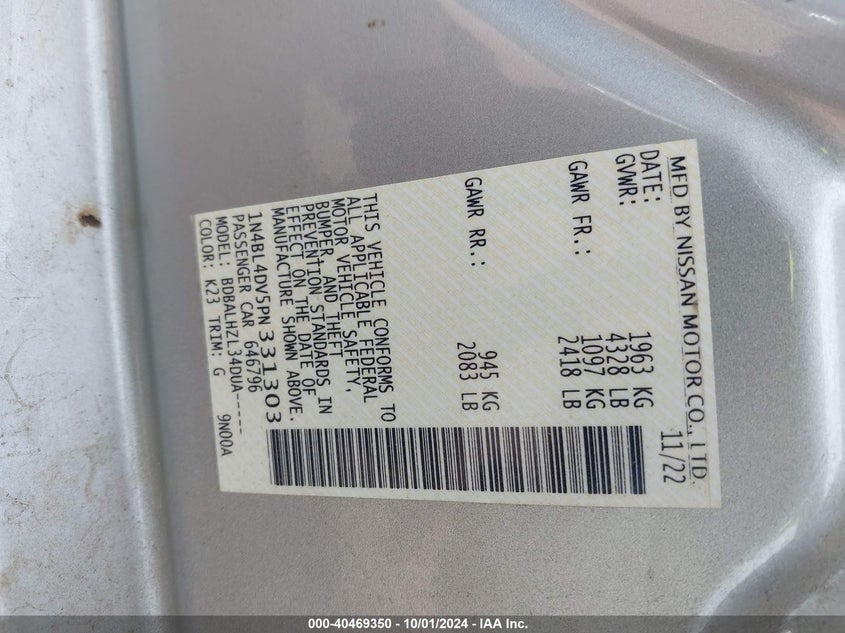 MFD BY NISSAN MOTOR CO., LTD.
DATE: 11/22
GVWR: 1963 KG
4328 LB
GAWR FR.: 1097 KG
2418 LB
GAWR RR.: 945 KG
2083 LB
THIS VEHICLE CONFORMS TO
ALL APPLICABLE FEDERAL
MOTOR VEHICLE SAFETY,
BUMPER, AND THEFT
PREVENTION STANDARDS IN
EFFECT ON THE DATE OF
MANUFACTURE SHOWN ABOVE.
1N4BL4DV5PN331303
PASSENGER CAR 646796
MODEL: BDBALHZL34DUA-----
COLOR: K23 TRIM: G 9N00A
000-40469350 - 10/01/2024 - IAA Inc.